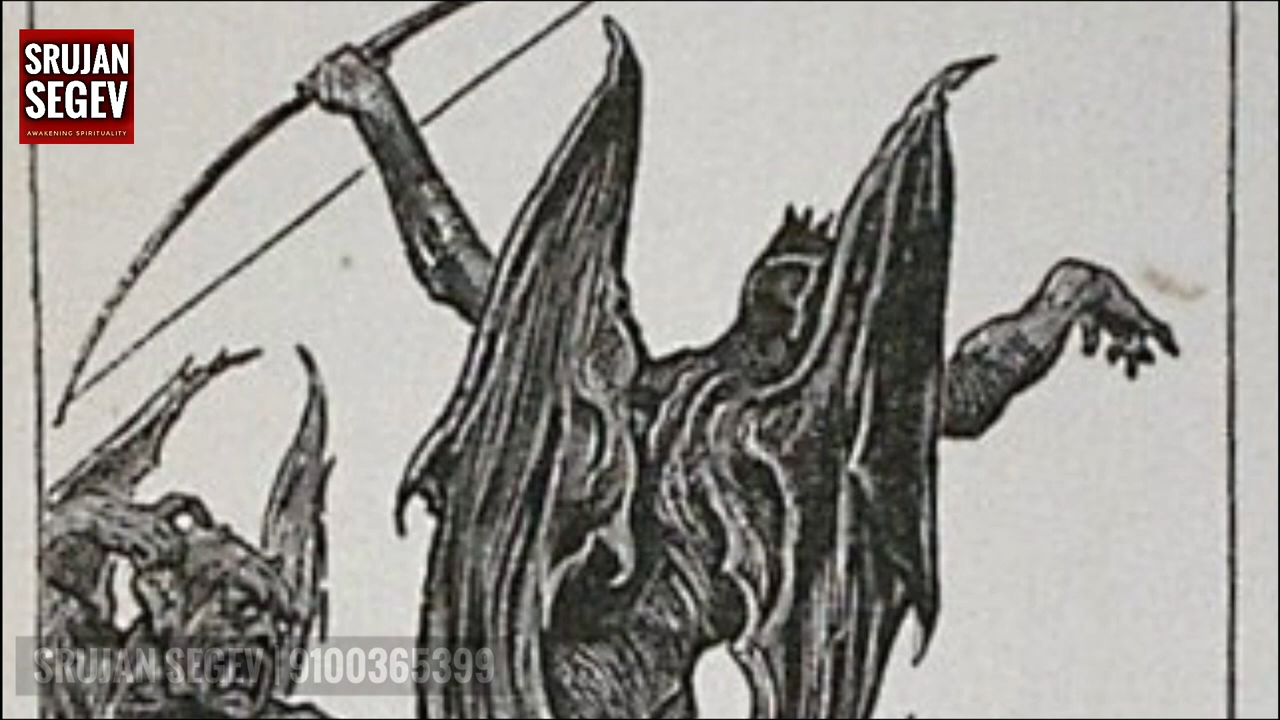 SRUJAN
SEGEV
AWAKENING SPIRITUALITY
SRUJAN SEGEV | 9100365399